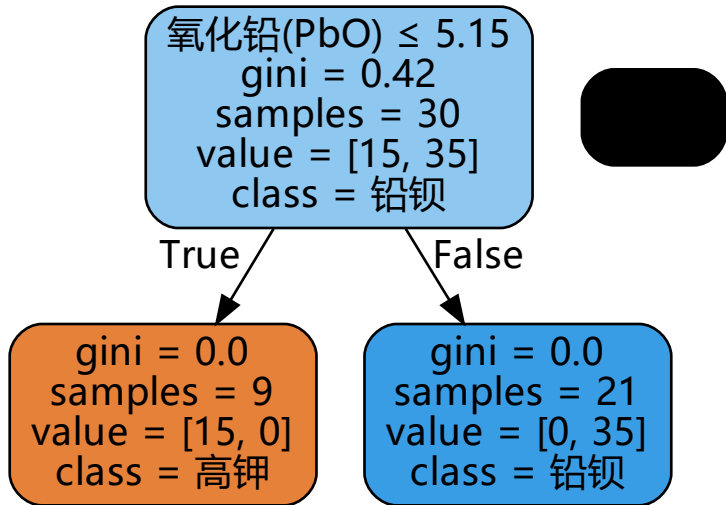 氧化铅(PbO) ≤ 5.15
gini = 0.42
samples = 30
value = [15, 35]
class = 铅钡
True
False
gini = 0.0
samples = 9
value = [15, 0]
class = 高钾
gini = 0.0
samples = 21
value = [0, 35]
class = 铅钡